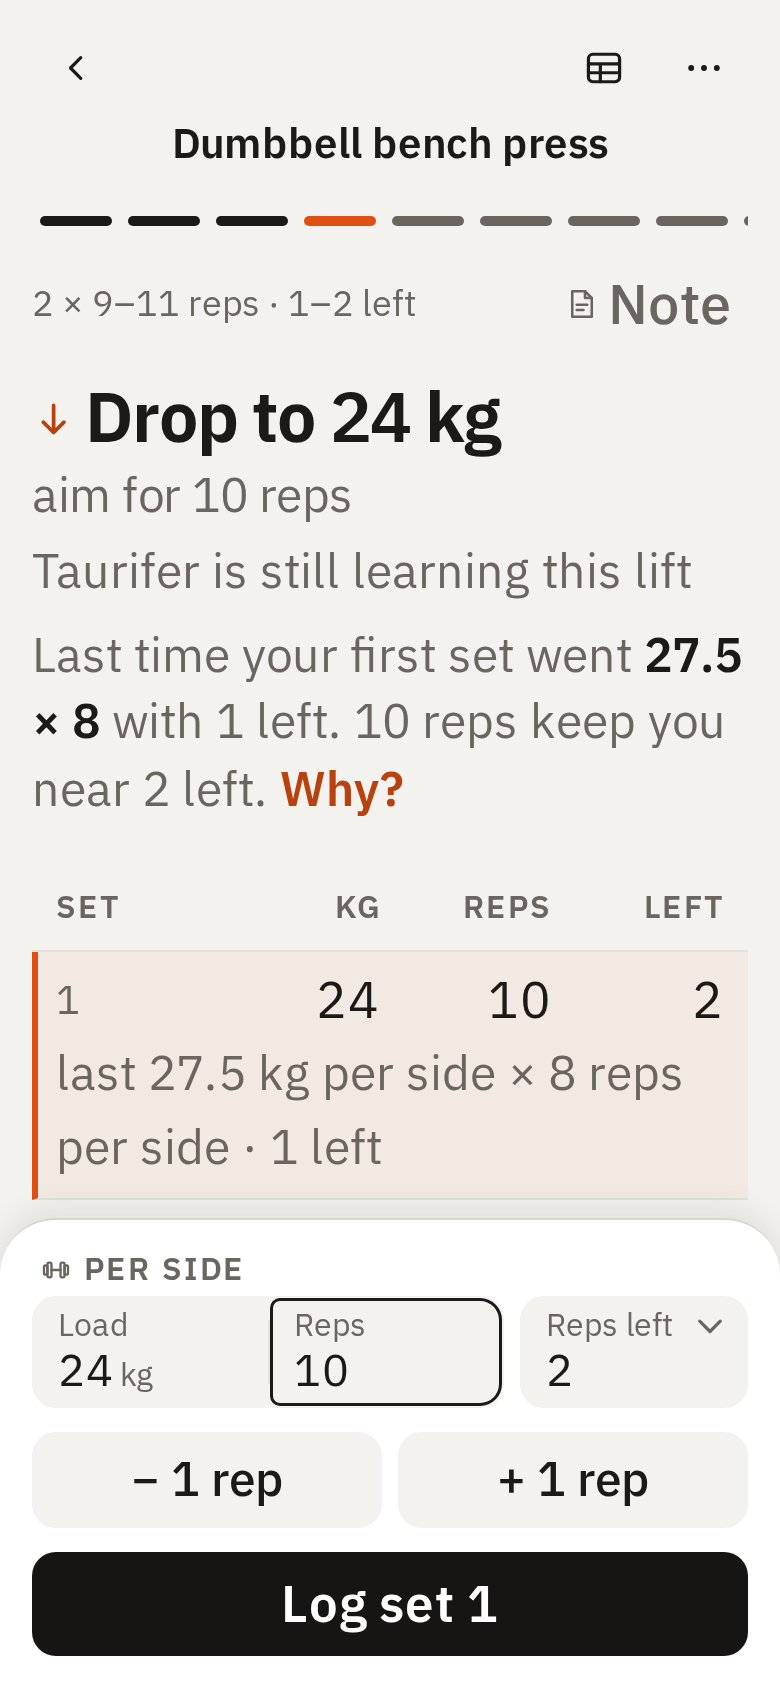 Dumbbell bench press
2 × 9–11 reps · 1–2 left
Note
Drop to 24 kg
aim for 10 reps
Taurifer is still learning this lift
Last time your first set went 27.5
× 8 with 1 left. 10 reps keep you
near 2 left. Why?
SET KG REPS LEFT
1 24 10 2
last 27.5 kg per side × 8 reps
per side · 1 left
PER SIDE
Load Reps Reps left
24 kg 10 2
− 1 rep + 1 rep
Log set 1